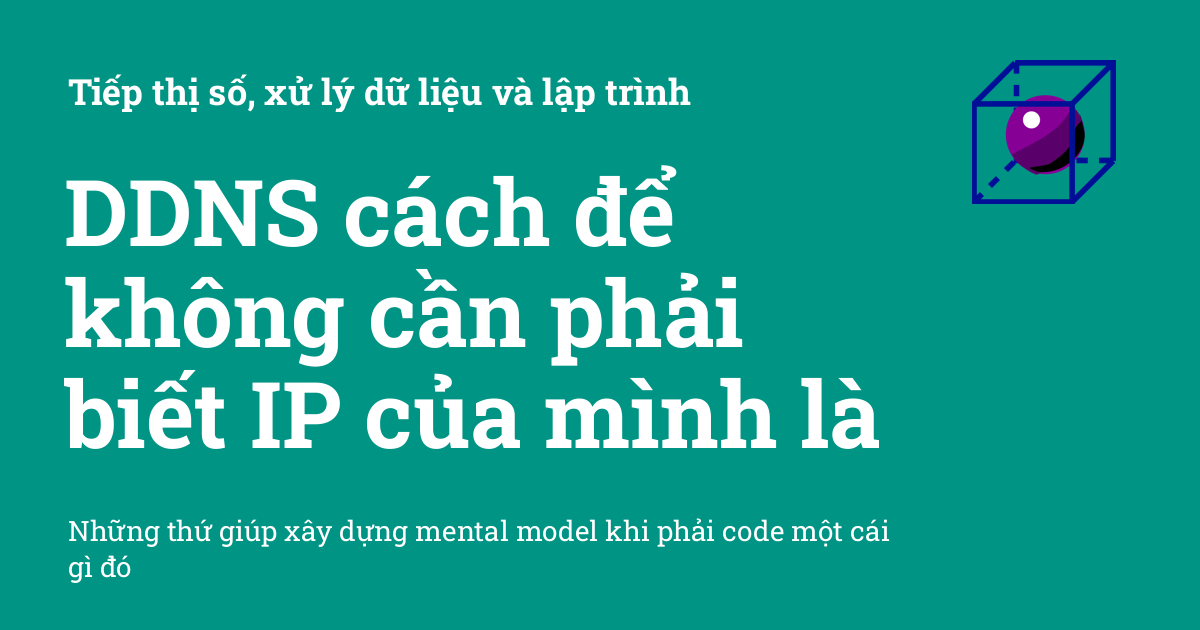 Tiếp thị số, xử lý dữ liệu và lập trình
DDNS cách để
không cần phải
biết IP của mình là
Những thứ giúp xây dựng mental model khi phải code một cái
gì đó